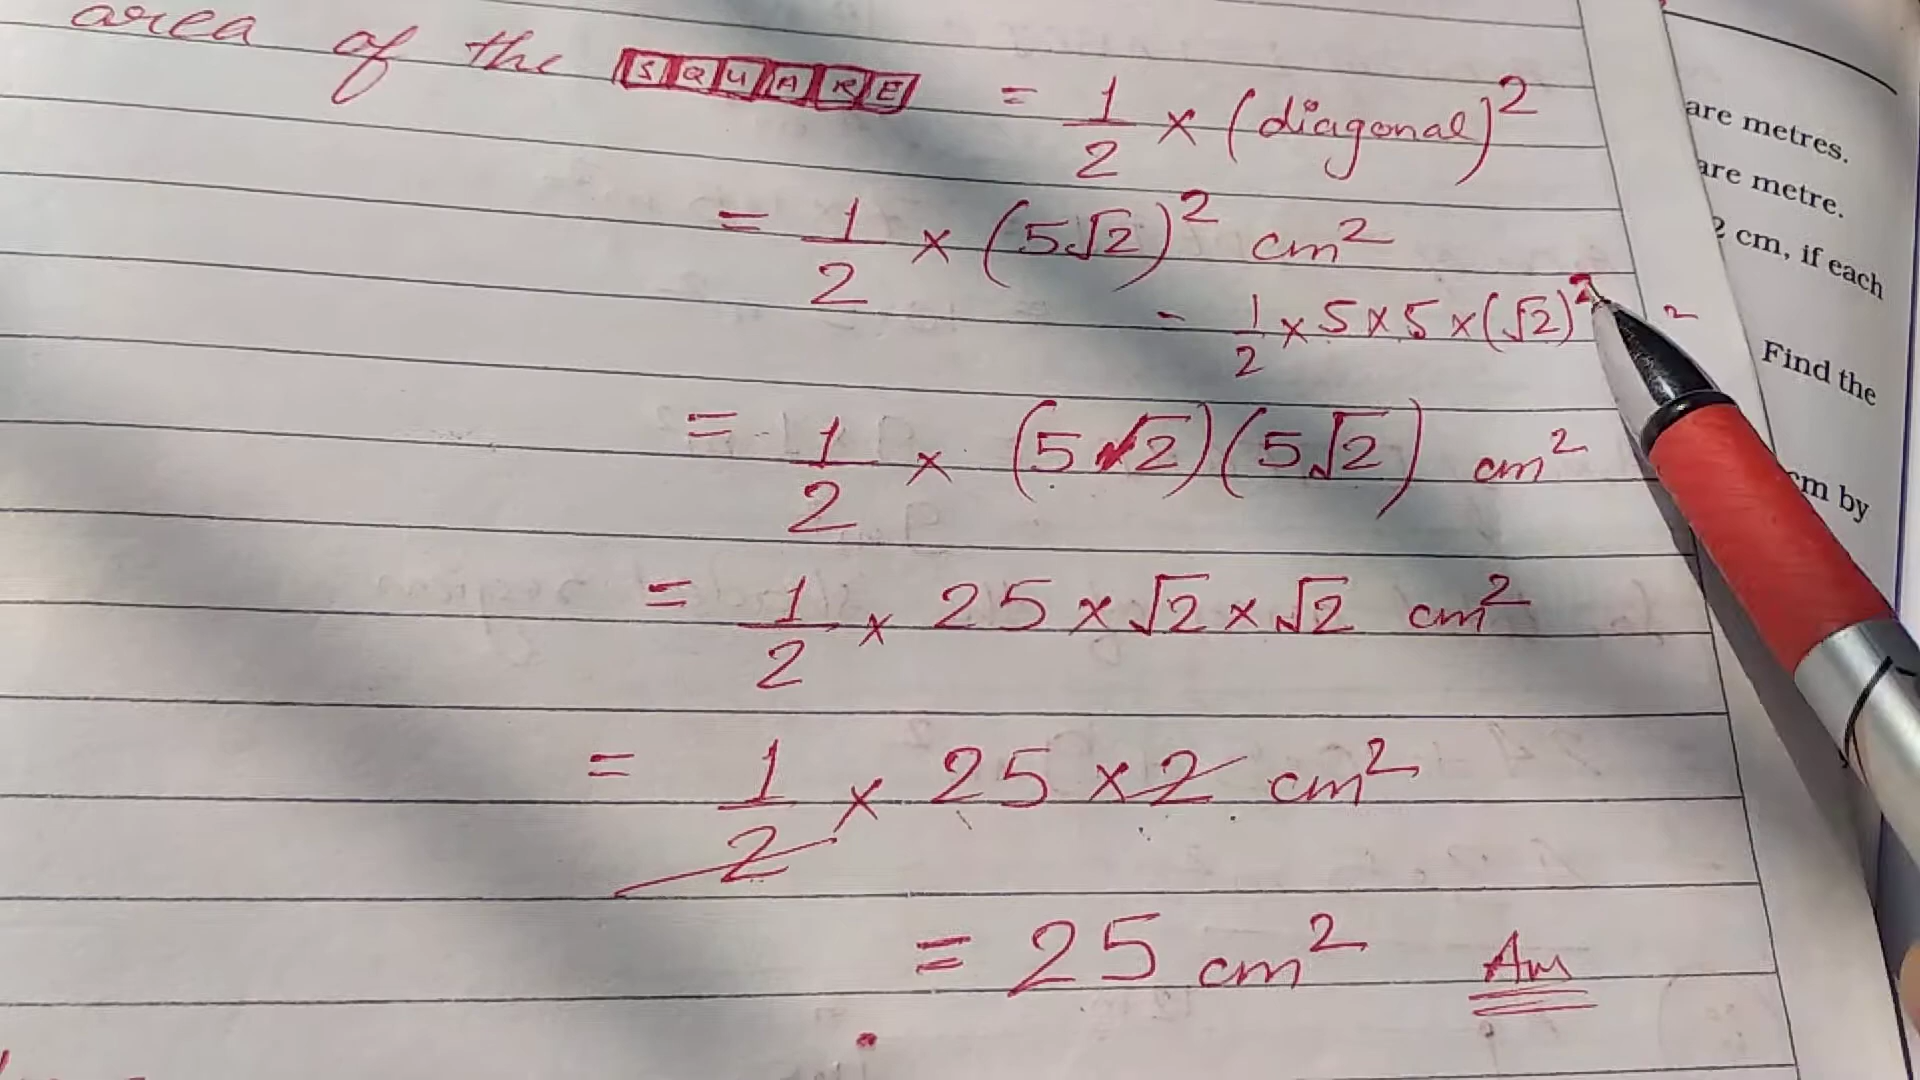 area of the SQUARE = 1/2 × (diagonal)²
= 1/2 × (5√2)² cm²
- 1/2 × 5 × 5 × (√2)²
= 1/2 × (5√2)(5√2) cm²
= 1/2 × 25 × √2 × √2 cm²
= 1/2 × 25 × 2 cm²
= 25 cm² Ans
are metres.
are metre.
2 cm, if each
Find the
cm by